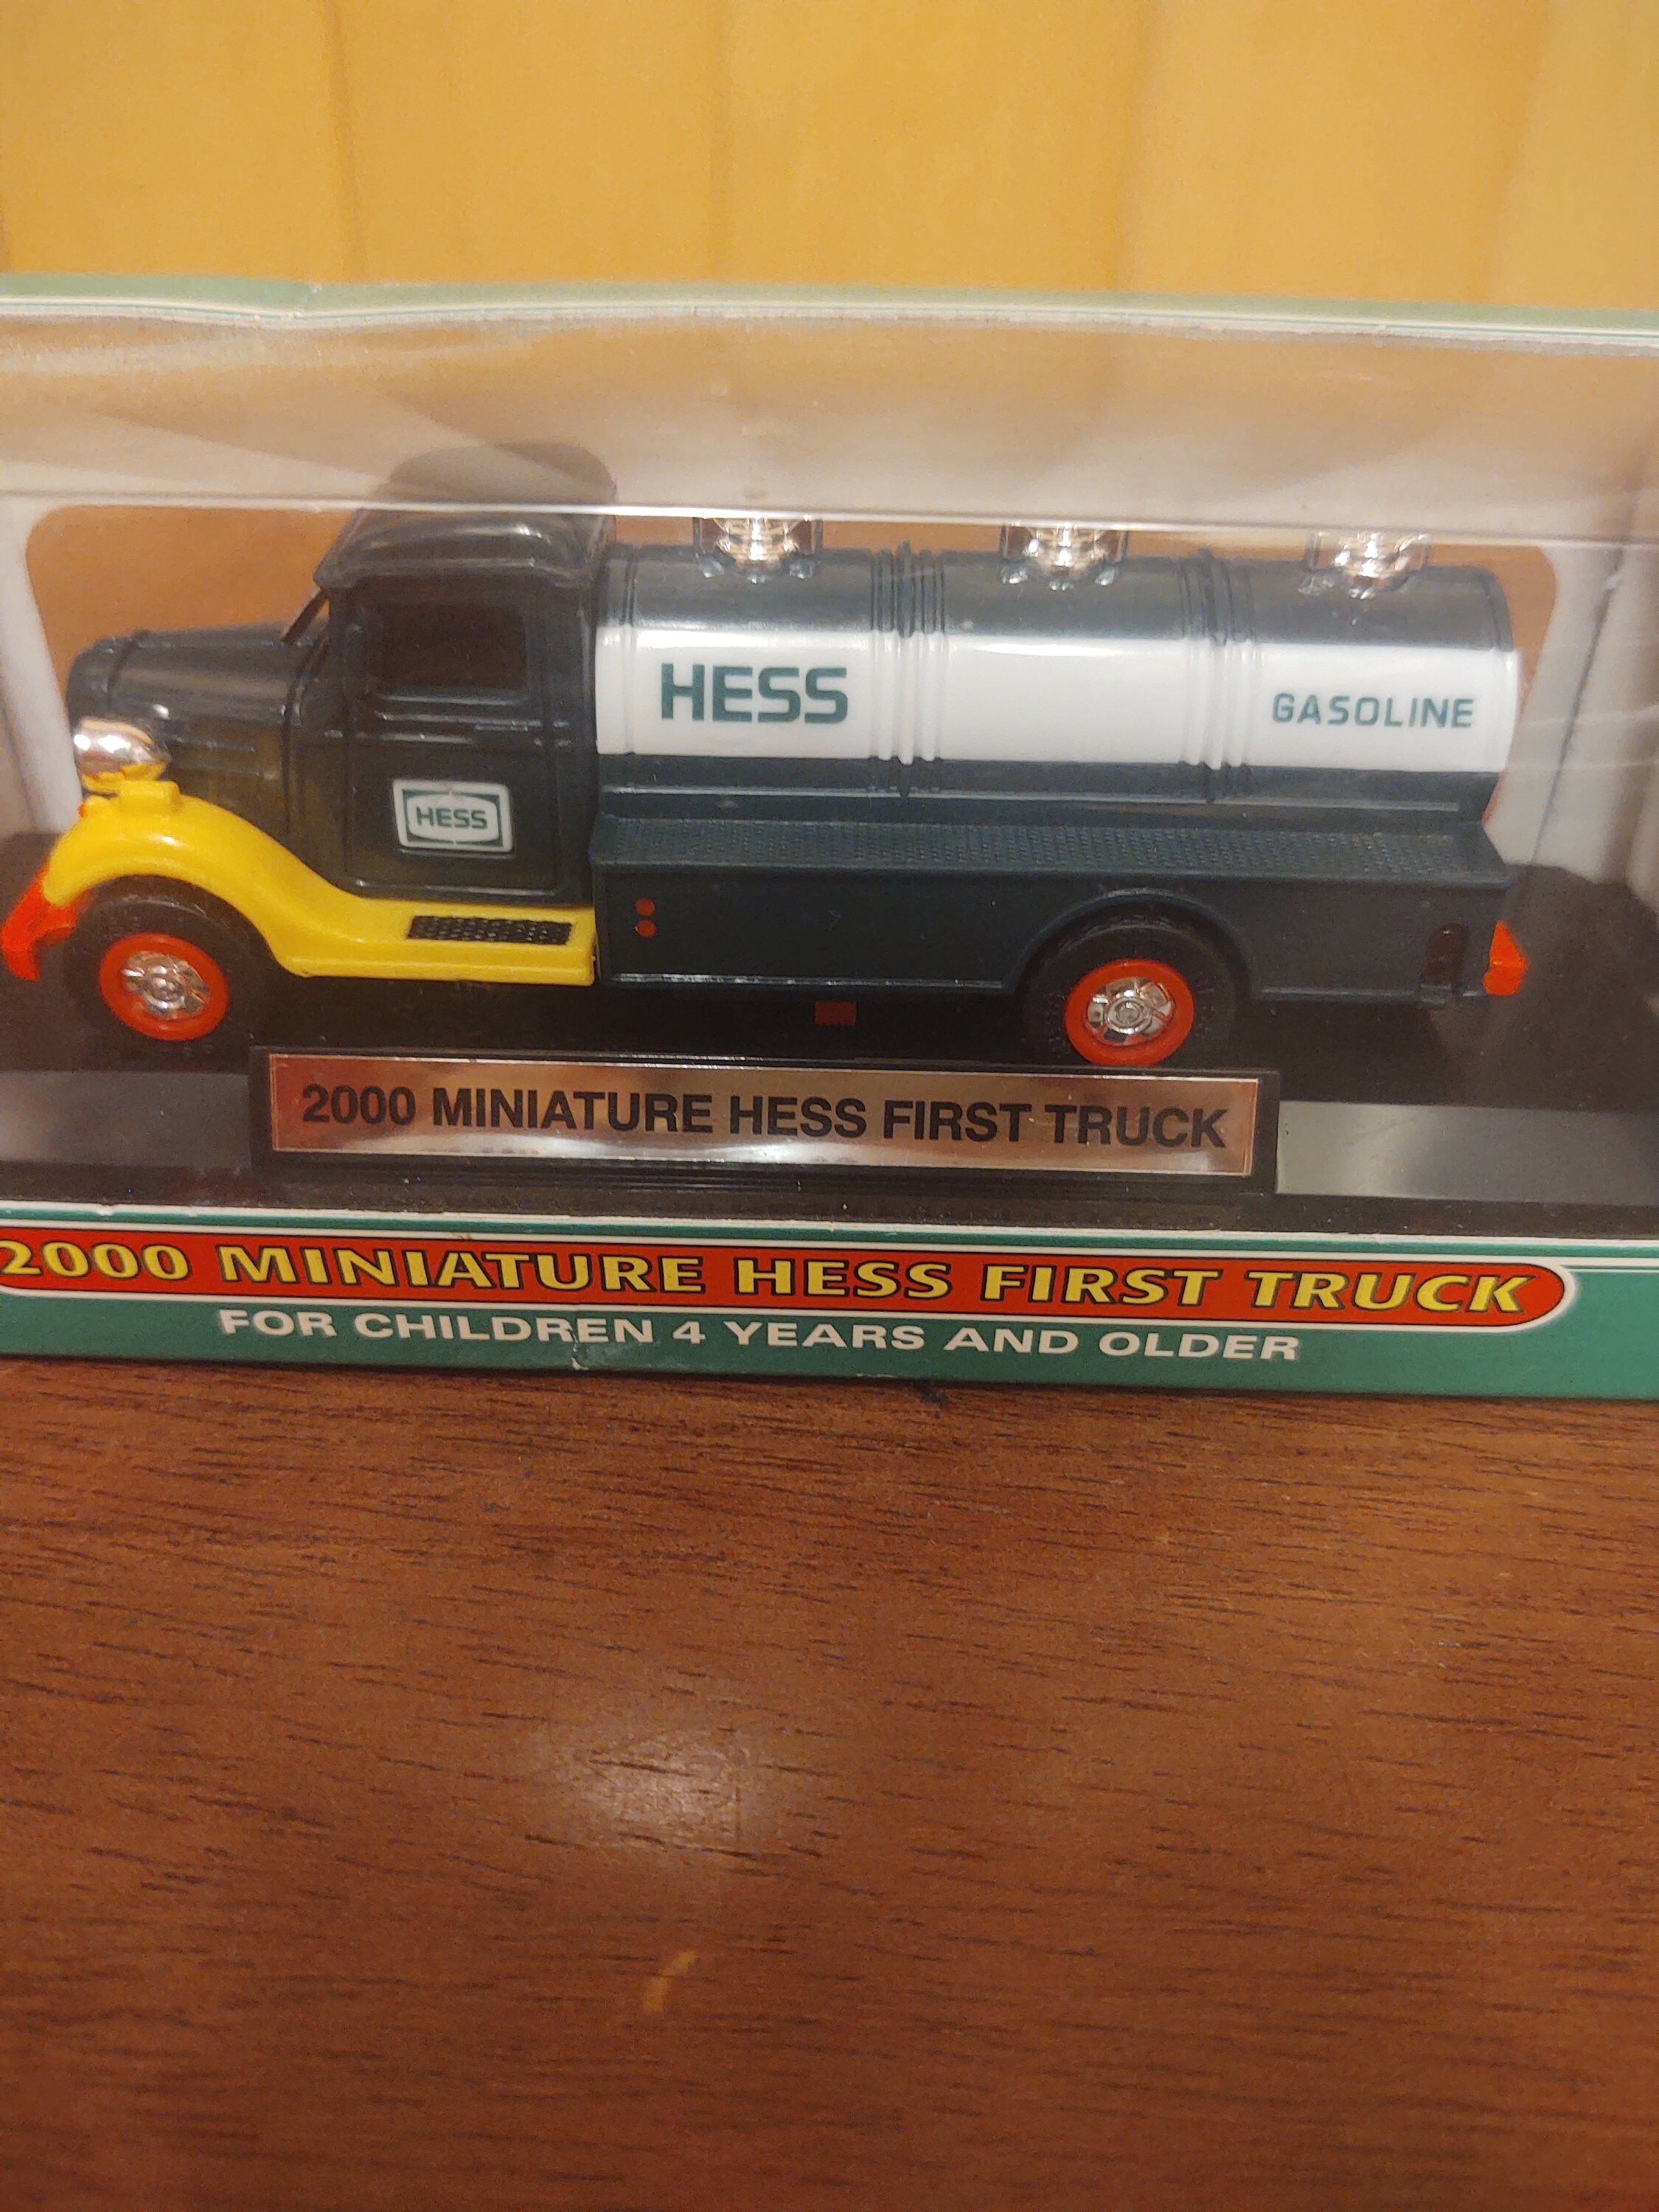 HESS
GASOLINE
HESS
2000 MINIATURE HESS FIRST TRUCK
2000 MINIATURE HESS FIRST TRUCK
FOR CHILDREN 4 YEARS AND OLDER